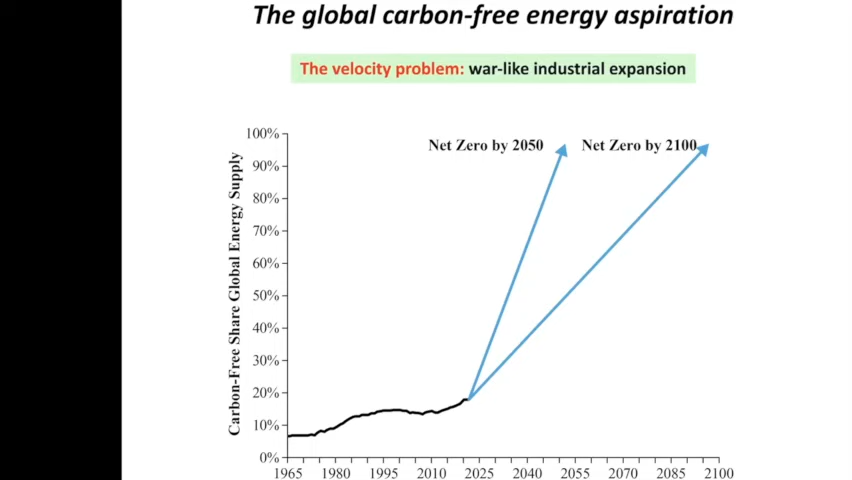 The global carbon-free energy aspiration
The velocity problem: war-like industrial expansion
Net Zero by 2050
Net Zero by 2100
Carbon-Free Share Global Energy Supply
100%
90%
80%
70%
60%
50%
40%
30%
20%
10%
0%
1965 1980 1995 2010 2025 2040 2055 2070 2085 2100